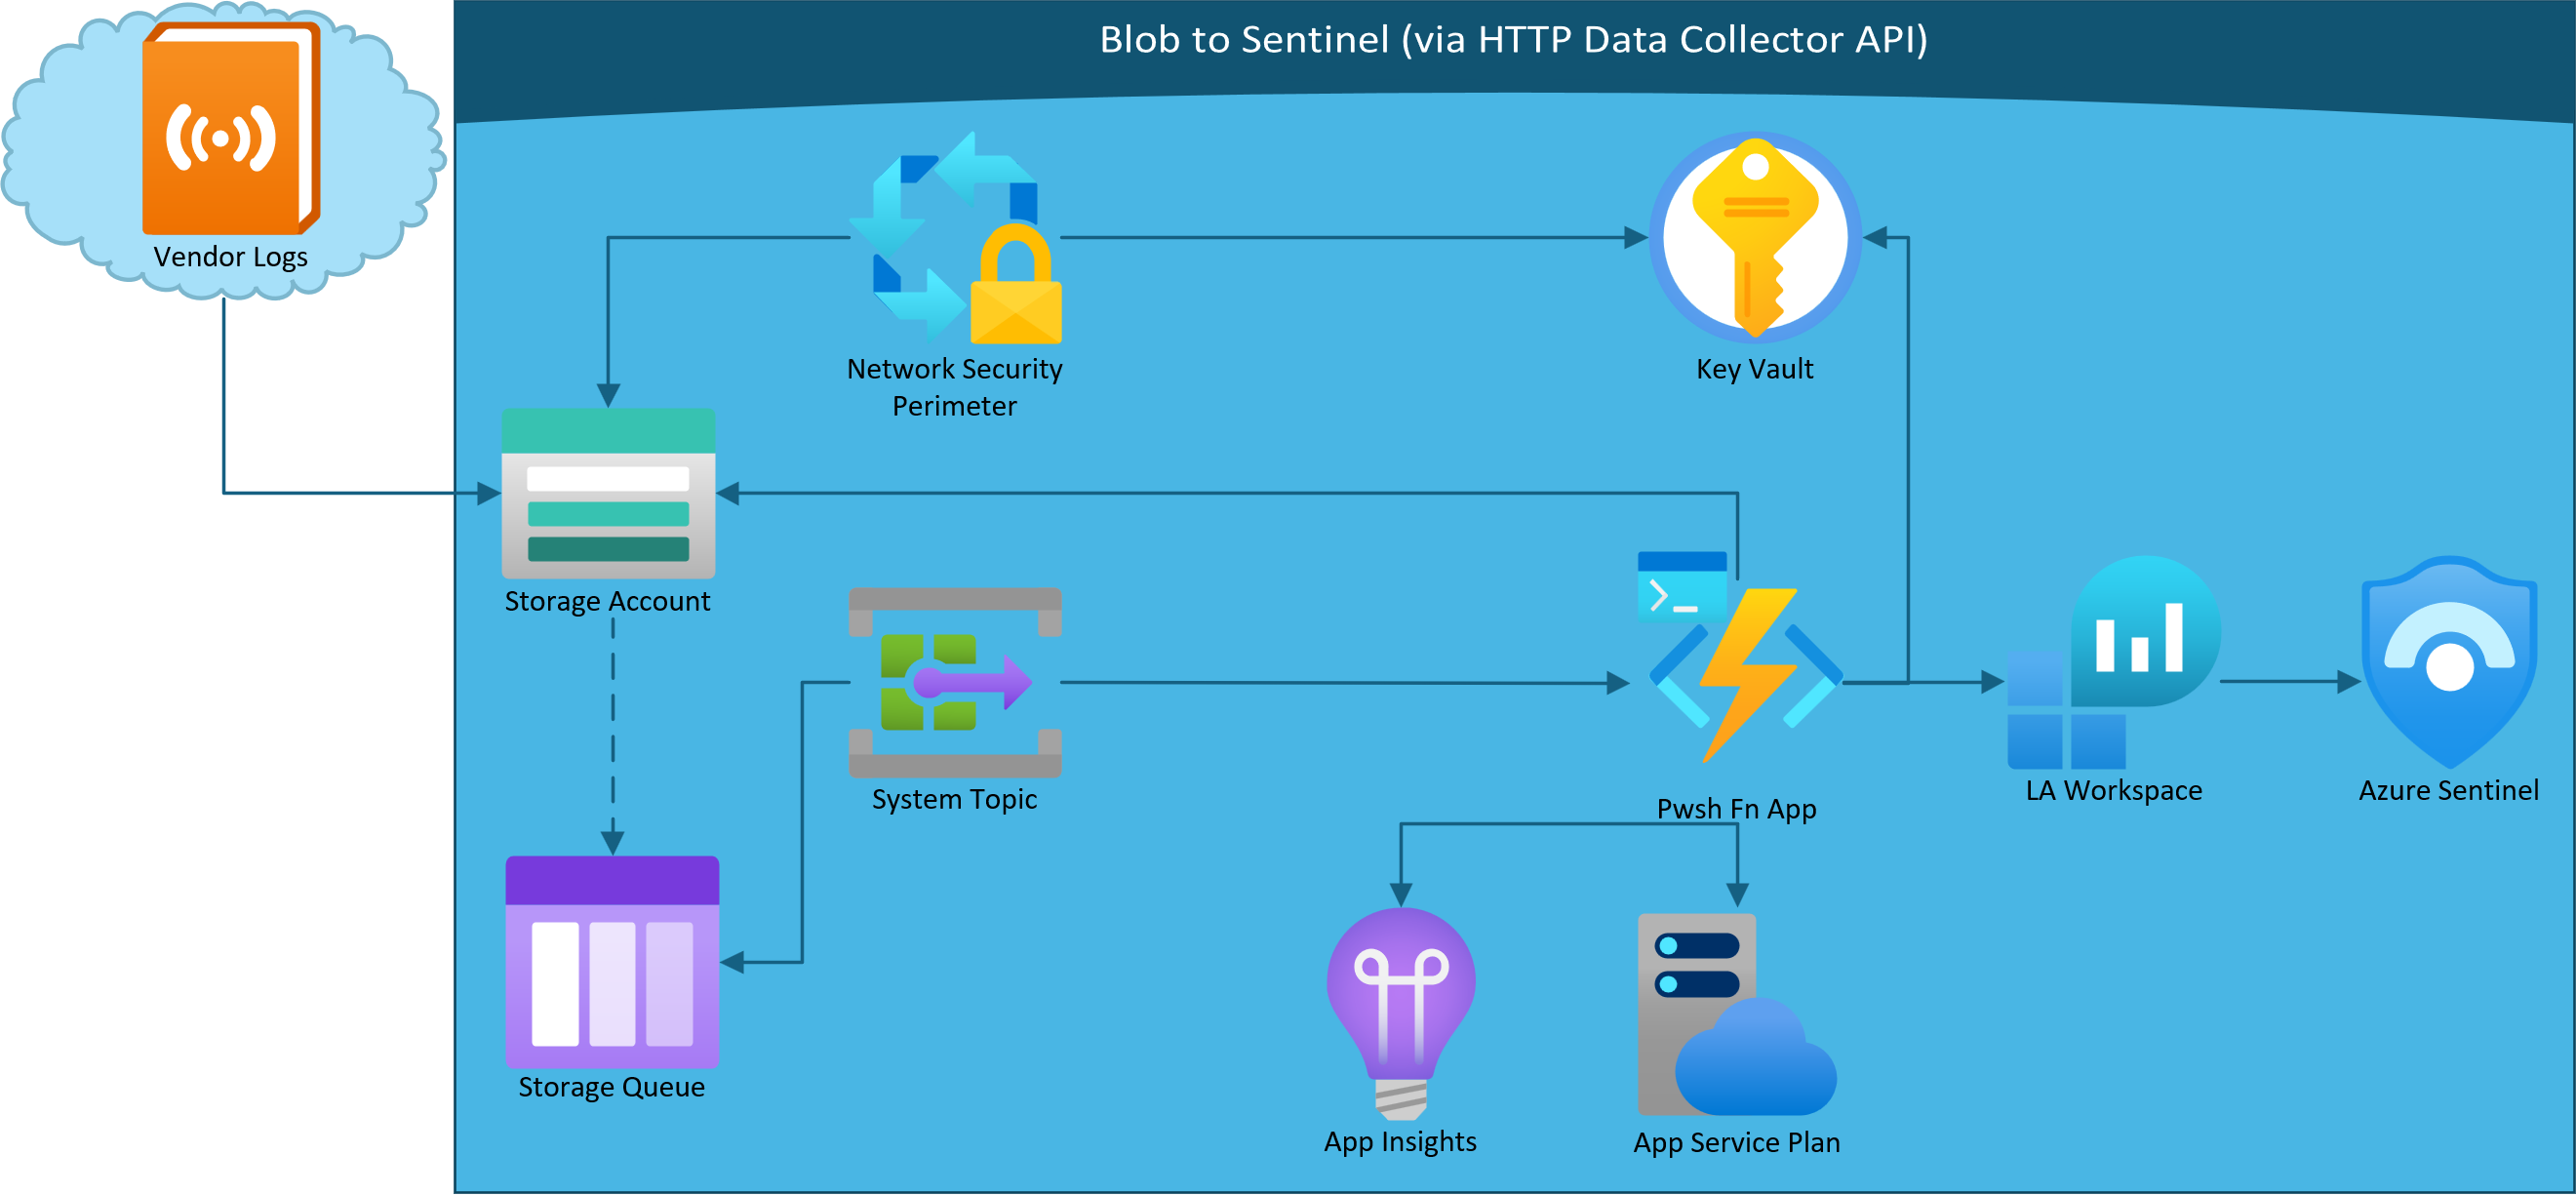 Blob to Sentinel (via HTTP Data Collector API)
Vendor Logs
Network Security
Perimeter
Key Vault
Storage Account
System Topic
Pwsh Fn App
LA Workspace
Azure Sentinel
Storage Queue
App Insights
App Service Plan